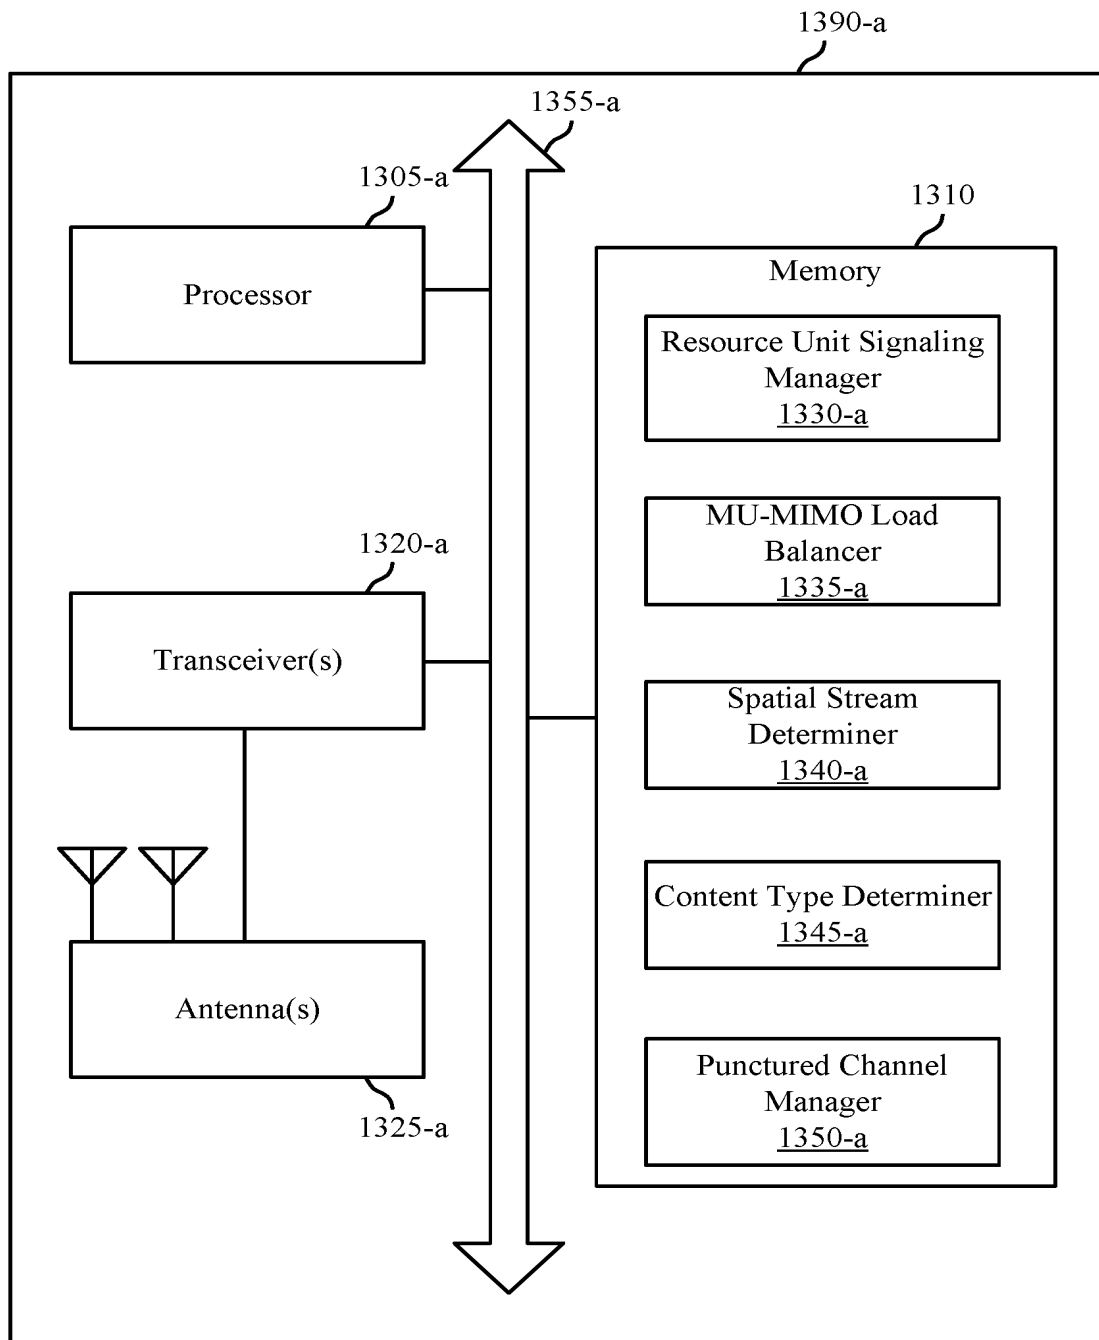 1390-a
1355-a
1305-a
Processor
1310
Memory
Resource Unit Signaling
Manager
1330-a
MU-MIMO Load
Balancer
1335-a
1320-a
Transceiver(s)
Spatial Stream
Determiner
1340-a
Content Type Determiner
1345-a
Antenna(s)
1325-a
Punctured Channel
Manager
1350-a